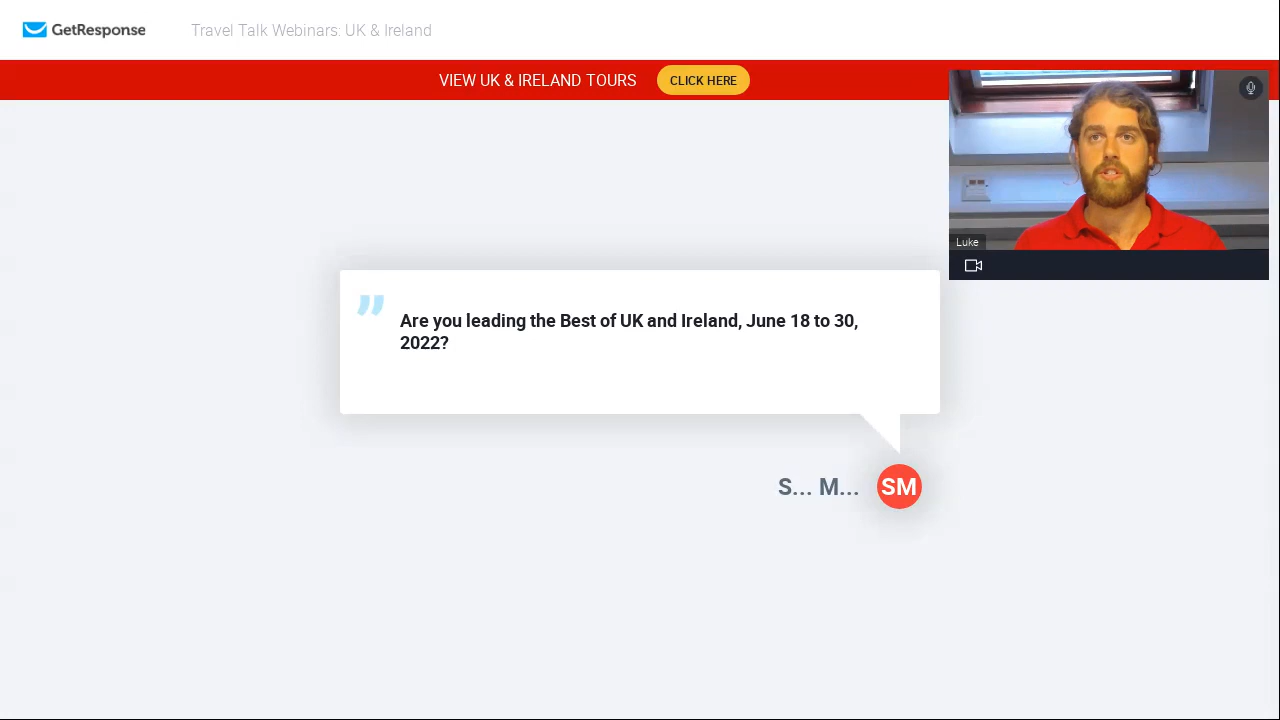 GetResponse
Travel Talk Webinars: UK & Ireland
VIEW UK & IRELAND TOURS
CLICK HERE
Luke
Are you leading the Best of UK and Ireland, June 18 to 30,
2022?
S... M...
SM